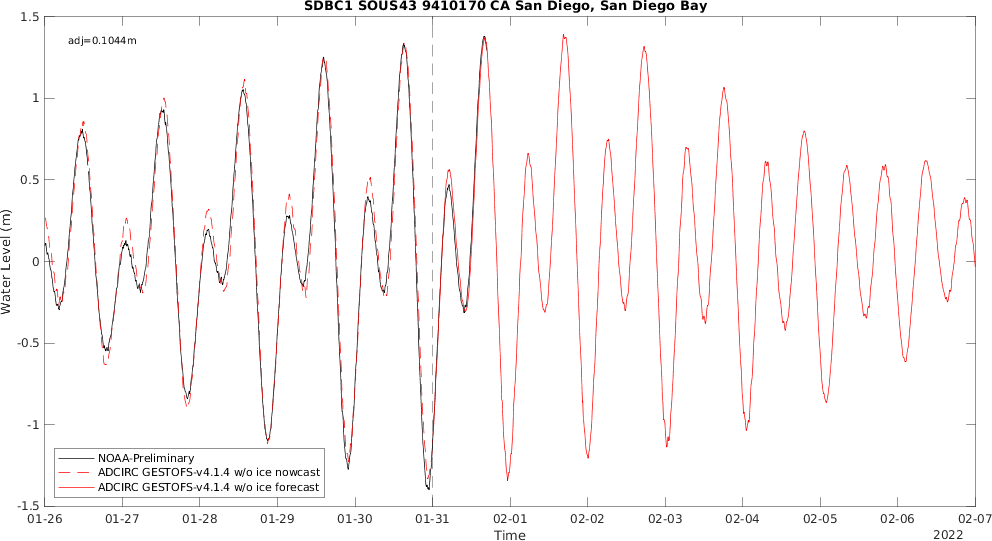 SDBC1 SOUS43 9410170 CA San Diego, San Diego Bay
adj=0.1044m
1.5
1
0.5
0
-0.5
-1
-1.5
Water Level (m)
NOAA-Preliminary
ADCIRC GESTOFS-v4.1.4 w/o ice nowcast
ADCIRC GESTOFS-v4.1.4 w/o ice forecast
01-26 01-27 01-28 01-29 01-30 01-31 02-01 02-02 02-03 02-04 02-05 02-06 02-07
Time
2022